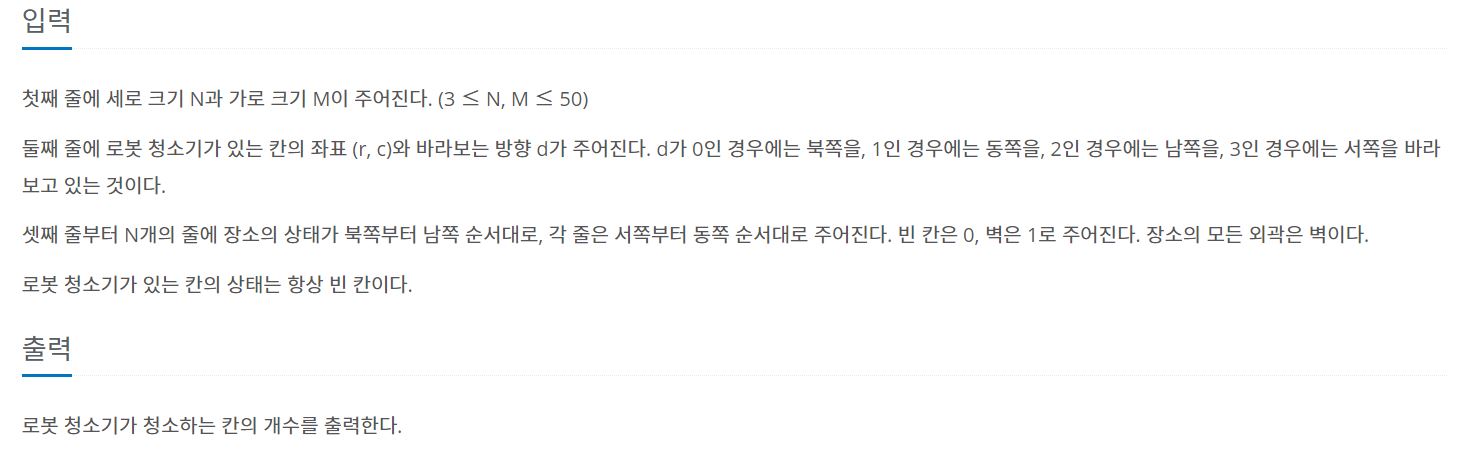 입력
첫째 줄에 세로 크기 N과 가로 크기 M이 주어진다. (3 ≤ N, M ≤ 50)
둘째 줄에 로봇 청소기가 있는 칸의 좌표 (r, c)와 바라보는 방향 d가 주어진다. d가 0인 경우에는 북쪽을, 1인 경우에는 동쪽을, 2인 경우에는 남쪽을, 3인 경우에는 서쪽을 바라
보고 있는 것이다.
셋째 줄부터 N개의 줄에 장소의 상태가 북쪽부터 남쪽 순서대로, 각 줄은 서쪽부터 동쪽 순서대로 주어진다. 빈 칸은 0, 벽은 1로 주어진다. 장소의 모든 외곽은 벽이다.
로봇 청소기가 있는 칸의 상태는 항상 빈 칸이다.
출력
로봇 청소기가 청소하는 칸의 개수를 출력한다.